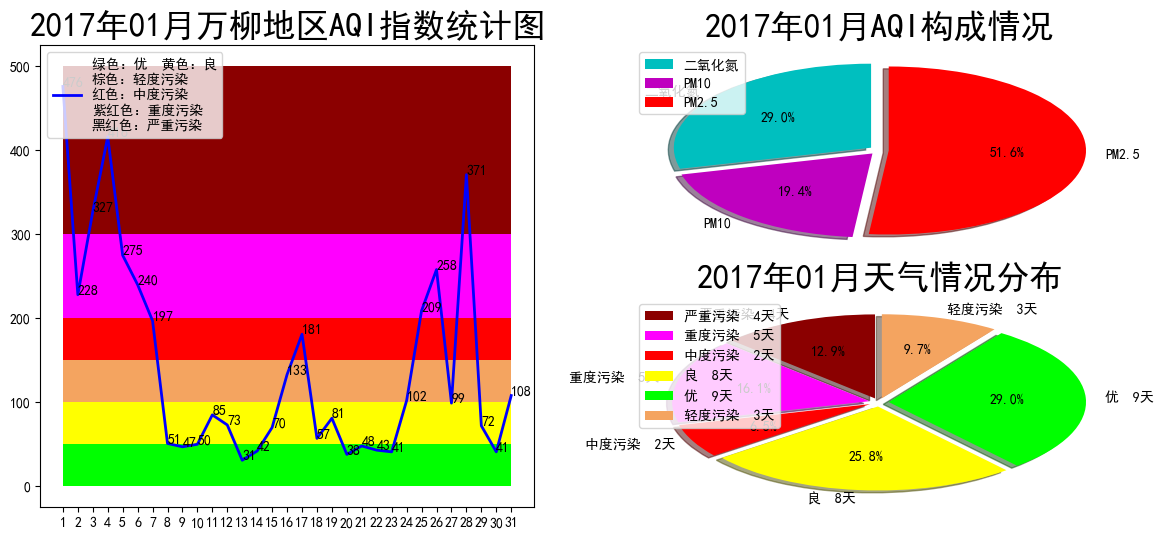 2017年01月万柳地区AQI指数统计图
绿色：优 黄色：良
棕色：轻度污染
红色：中度污染
紫红色：重度污染
黑红色：严重污染
500
400
300
200
100
0
228
327
275
240
197
51
47
50
85
73
31
42
70
133
181
57
81
38
48
43
41
102
209
258
99
371
72
41
108
1 2 3 4 5 6 7 8 9 10 11 12 13 14 15 16 17 18 19 20 21 22 23 24 25 26 27 28 29 30 31
2017年01月AQI构成情况
二氧化氮
PM10
PM2.5
二氧化氮
29.0%
19.4%
51.6%
PM10
PM2.5
2017年01月天气情况分布
严重污染 4天
重度污染 5天
中度污染 2天
良 8天
优 9天
轻度污染 3天
轻度污染 3天
12.9%
9.7%
重度污染
16.1%
29.0%
优 9天
中度污染 2天
25.8%
良 8天